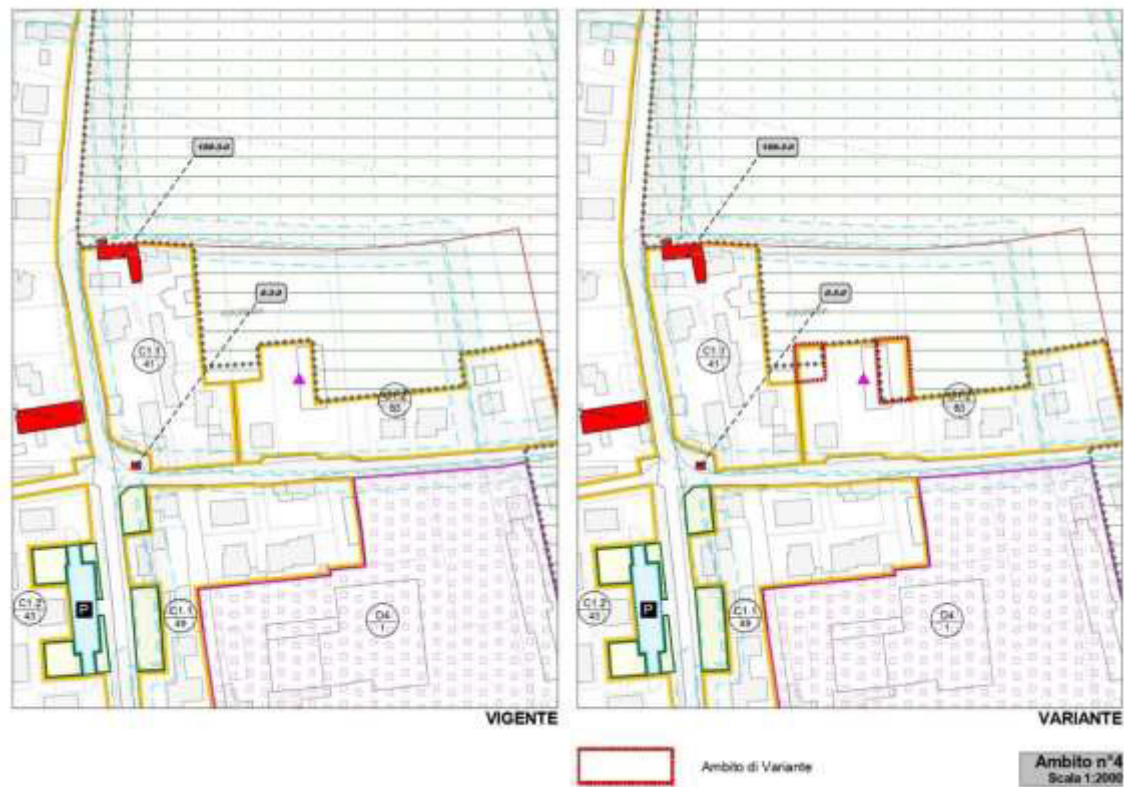 C1.1
41
C1.2
43
P
C1.1
49
D4
1
VIGENTE
C1.1
41
C1.2
43
P
C1.1
49
D4
1
VARIANTE
Ambito di Variante
Ambito n°4
Scala 1:2000